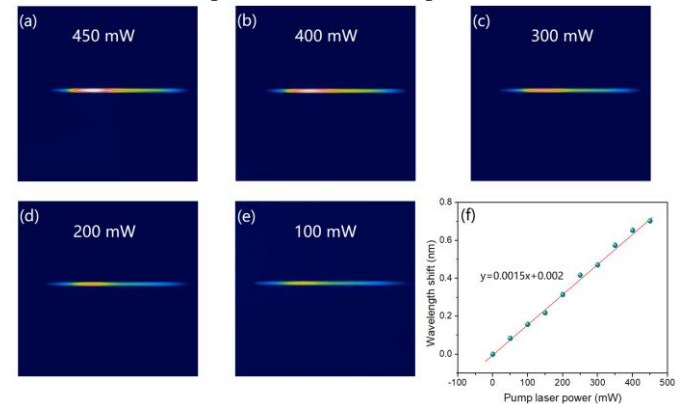 (a)
450 mW
(b)
400 mW
(c)
300 mW
(d)
200 mW
(e)
100 mW
(f)
0.8
0.6
0.4
0.2
0.0
Wavelength shift (nm)
y=0.0015x+0.002
-100 0 100 200 300 400 500
Pump laser power (mW)